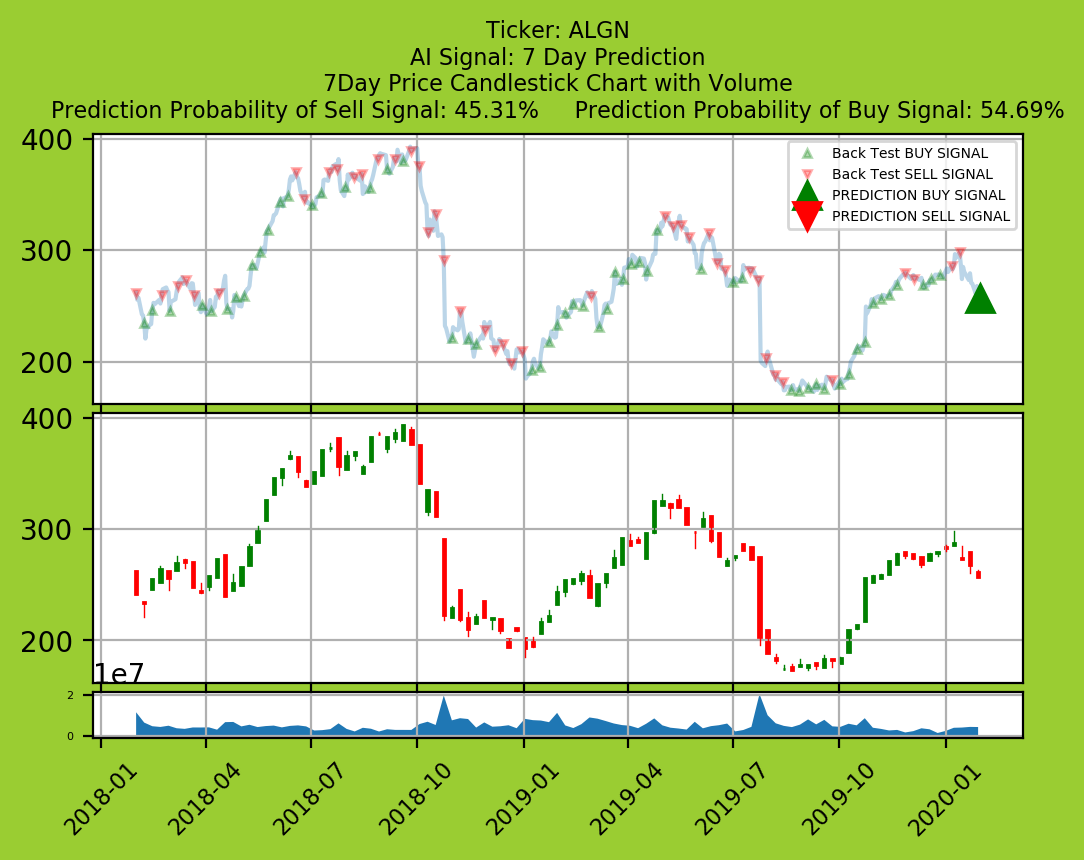 Ticker: ALGN
AI Signal: 7 Day Prediction
7Day Price Candlestick Chart with Volume
Prediction Probability of Sell Signal: 45.31%     Prediction Probability of Buy Signal: 54.69%
400
300
200
Back Test BUY SIGNAL
Back Test SELL SIGNAL
PREDICTION BUY SIGNAL
PREDICTION SELL SIGNAL
400
300
200
1e7
2
0
2018-01
2018-04
2018-07
2018-10
2019-01
2019-04
2019-07
2019-10
2020-01